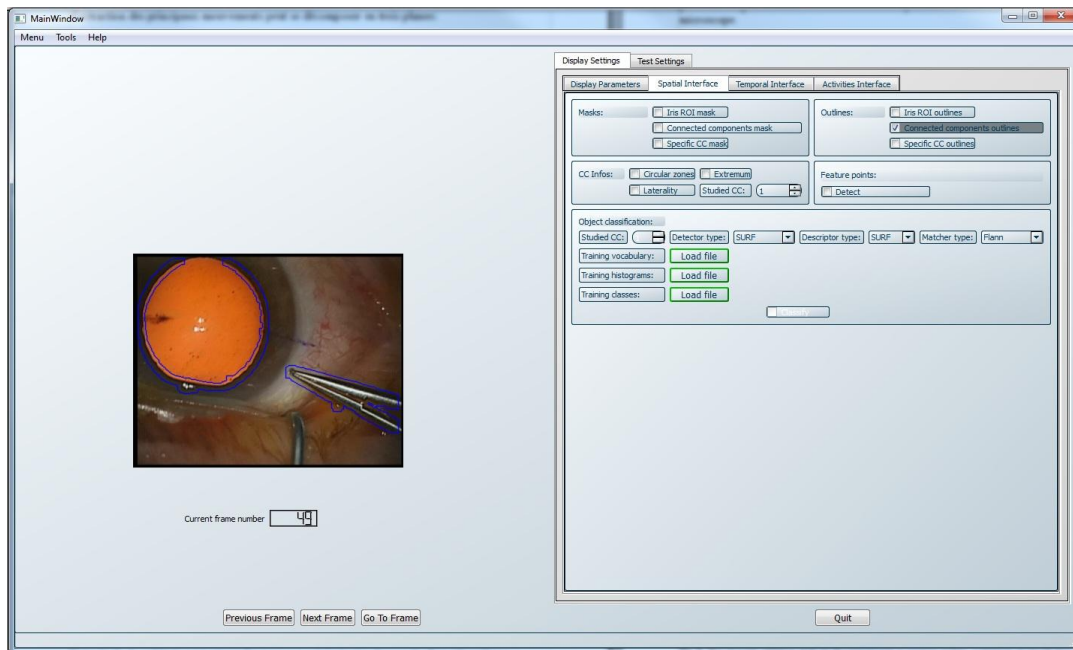 MainWindow
Menu Tools Help
Display Settings Test Settings
Display Parameters Spatial Interface Temporal Interface Activities Interface
Masks: Iris ROI mask
Connected components mask
Specific CC mask
Outlines: Iris ROI outlines
Connected components outlines
Specific CC outlines
CC Infos: Circular zones Extremum
Laterality Studied CC: 1
Feature points:
Detect
Object classification:
Studied CC: Detector type: SURF Descriptor type: SURF Matcher type: Flann
Training vocabulary: Load file
Training histograms: Load file
Training classes: Load file
Current frame number 49
Previous Frame Next Frame Go To Frame
Quit